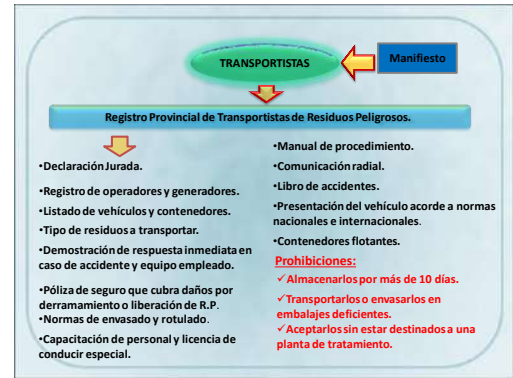 TRANSPORTISTAS
Manifiesto
Registro Provincial de Transportistas de Residuos Peligrosos.
•Declaración Jurada.
•Registro de operadores y generadores.
•Listado de vehículos y contenedores.
•Tipo de residuos a transportar.
•Demostración de respuesta inmediata en
caso de accidente y equipo empleado.
•Póliza de seguro que cubra daños por
derramamiento o liberación de R.P.
•Normas de envasado y rotulado.
•Capacitación de personal y licencia de
conducir especial.
•Manual de procedimiento.
•Comunicación radial.
•Libro de accidentes.
•Presentación del vehículo acorde a normas
nacionales e internacionales.
•Contenedores flotantes.
Prohibiciones:
✓Almacenarlos por más de 10 días.
✓Transportarlos o envasarlos en
embalajes deficientes.
✓Aceptarlos sin estar destinados a una
planta de tratamiento.